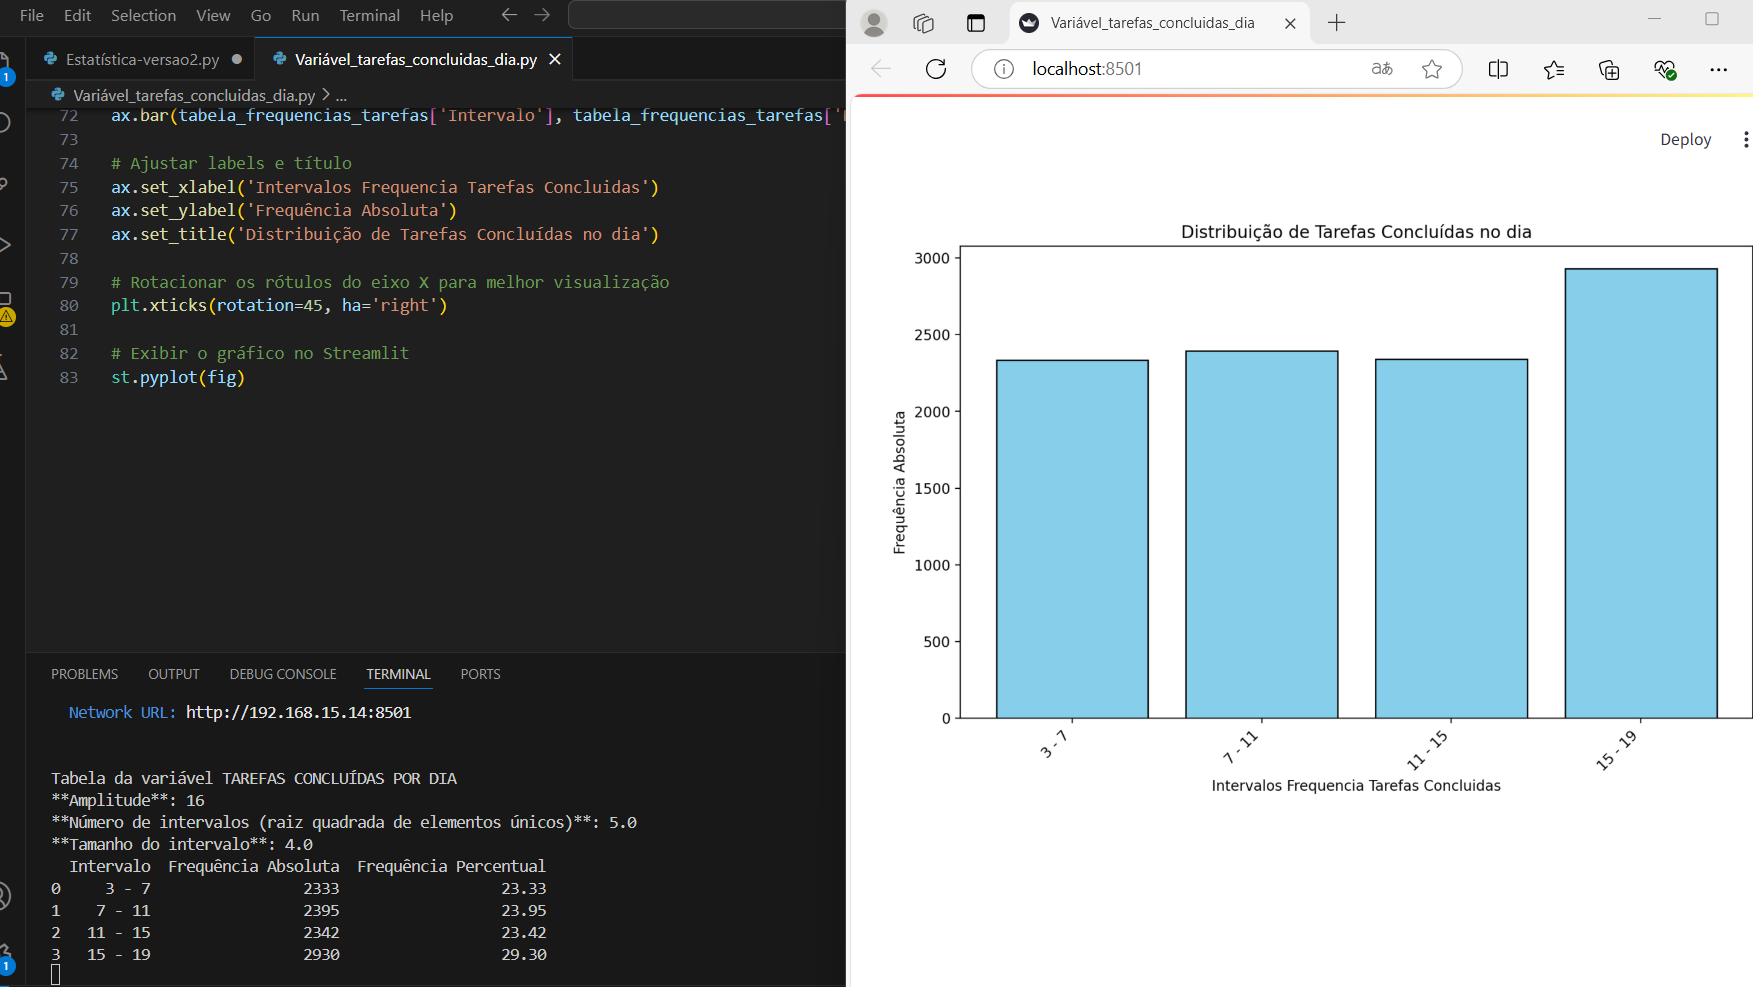 File Edit Selection View Go Run Terminal Help
Estatística-versao2.py
Variável_tarefas_concluidas_dia.py
Variável_tarefas_concluidas_dia.py > ...
72 ax.bar(tabela_frequencias_tarefas['Intervalo'], tabela_frequencias_tarefas['
73
74 # Ajustar labels e título
75 ax.set_xlabel('Intervalos Frequencia Tarefas Concluidas')
76 ax.set_ylabel('Frequência Absoluta')
77 ax.set_title('Distribuição de Tarefas Concluídas no dia')
78
79 # Rotacionar os rótulos do eixo X para melhor visualização
80 plt.xticks(rotation=45, ha='right')
81
82 # Exibir o gráfico no Streamlit
83 st.pyplot(fig)
1
1
PROBLEMS OUTPUT DEBUG CONSOLE TERMINAL PORTS
Network URL: http://192.168.15.14:8501
Tabela da variável TAREFAS CONCLUÍDAS POR DIA
**Amplitude**: 16
**Número de intervalos (raiz quadrada de elementos únicos)**: 5.0
**Tamanho do intervalo**: 4.0
Intervalo Frequência Absoluta Frequência Percentual
0 3 - 7 2333 23.33
1 7 - 11 2395 23.95
2 11 - 15 2342 23.42
3 15 - 19 2930 29.30
Variável_tarefas_concluidas_dia
localhost:8501
aあ
Deploy
Distribuição de Tarefas Concluídas no dia
3000
2500
2000
1500
1000
500
0
Frequência Absoluta
3 - 7
7 - 11
11 - 15
15 - 19
Intervalos Frequencia Tarefas Concluidas